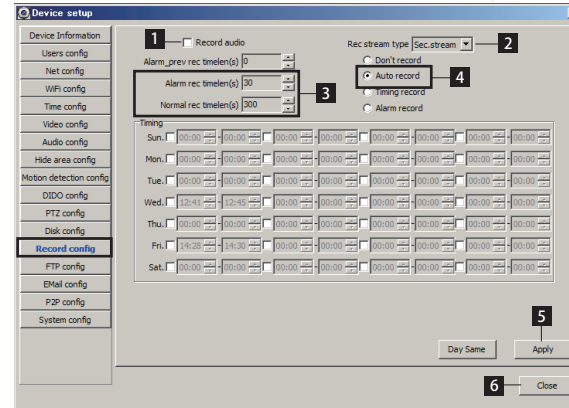 Device setup
Device Information
Users config
Net config
WiFi config
Time config
Video config
Audio config
Hide area config
Motion detection config
DIDO config
PTZ config
Disk config
Record config
FTP config
EMail config
P2P config
System config
1
Record audio
Rec stream type Sec.stream
2
Alarm_prev rec timelen(s) 0
Don't record
Alarm rec timelen(s) 30
Auto record
4
3
Normal rec timelen(s) 300
Timing record
Alarm record
Timing
Sun. 00:00 - 00:00 00:00 - 00:00 00:00 - 00:00 00:00 - 00:00
Mon. 00:00 - 00:00 00:00 - 00:00 00:00 - 00:00 00:00 - 00:00
Tue. 00:00 - 00:00 00:00 - 00:00 00:00 - 00:00 00:00 - 00:00
Wed. 12:41 - 12:45 00:00 - 00:00 00:00 - 00:00 00:00 - 00:00
Thu. 00:00 - 00:00 00:00 - 00:00 00:00 - 00:00 00:00 - 00:00
Fri. 14:28 - 14:30 00:00 - 00:00 00:00 - 00:00 00:00 - 00:00
Sat. 00:00 - 00:00 00:00 - 00:00 00:00 - 00:00 00:00 - 00:00
5
Day Same
Apply
6
Close